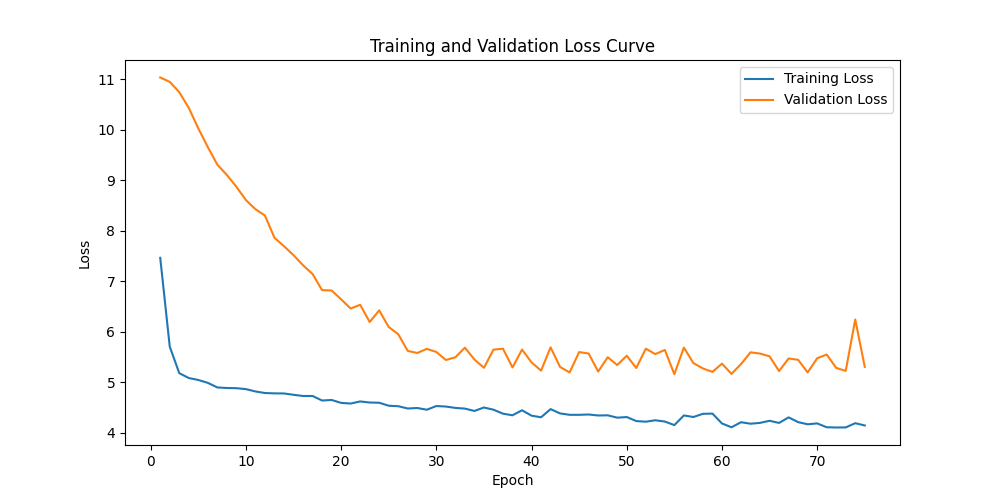 Training and Validation Loss Curve
Training Loss
Validation Loss
11
10
9
8
7
6
5
4
Loss
0 10 20 30 40 50 60 70
Epoch